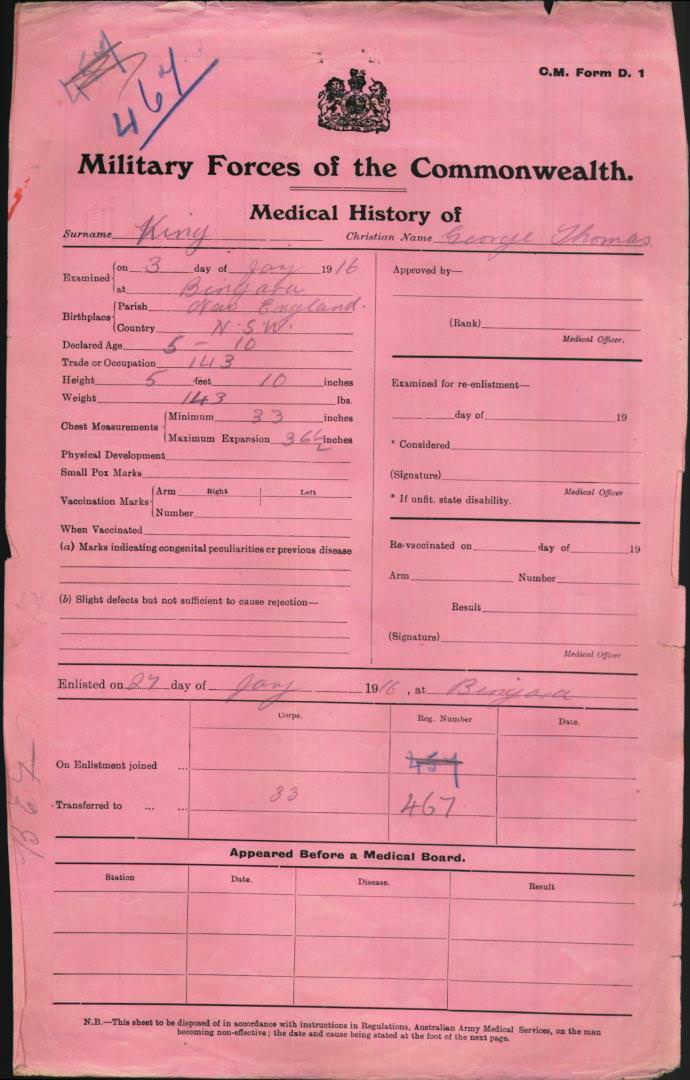 467
C.M. Form D. 1
Military Forces of the Commonwealth.
Medical History of
Surname King Christian Name George Thomas
Examined on 3 day of Jany 1916
at Bingara
Birthplace Parish New England.
Country N.S.W.
Declared Age 5 - 10
Trade or Occupation 143
Height 5 feet 10 inches
Weight 143 lbs.
Chest Measurements Minimum 33 inches
Maximum Expansion 36½ inches
Physical Development
Small Pox Marks
Vaccination Marks Arm Right Left
Number
When Vaccinated
(a) Marks indicating congenital peculiarities or previous disease
(b) Slight defects but not sufficient to cause rejection—
Approved by—
(Rank)
Medical Officer.
Examined for re-enlistment—
day of 19
* Considered
(Signature)
Medical Officer
* If unfit, state disability.
Re-vaccinated on day of 19
Arm Number
Result
(Signature)
Medical Officer
Enlisted on 27 day of Jany 1916, at Bingara
Corps. Reg. Number Date.
On Enlistment joined ...
Transferred to ... ... 33 467
Appeared Before a Medical Board.
Station Date. Disease. Result
N.B.—This sheet to be disposed of in accordance with instructions in Regulations, Australian Army Medical Services, on the man
becoming non-effective; the date and cause being stated at the foot of the next page.